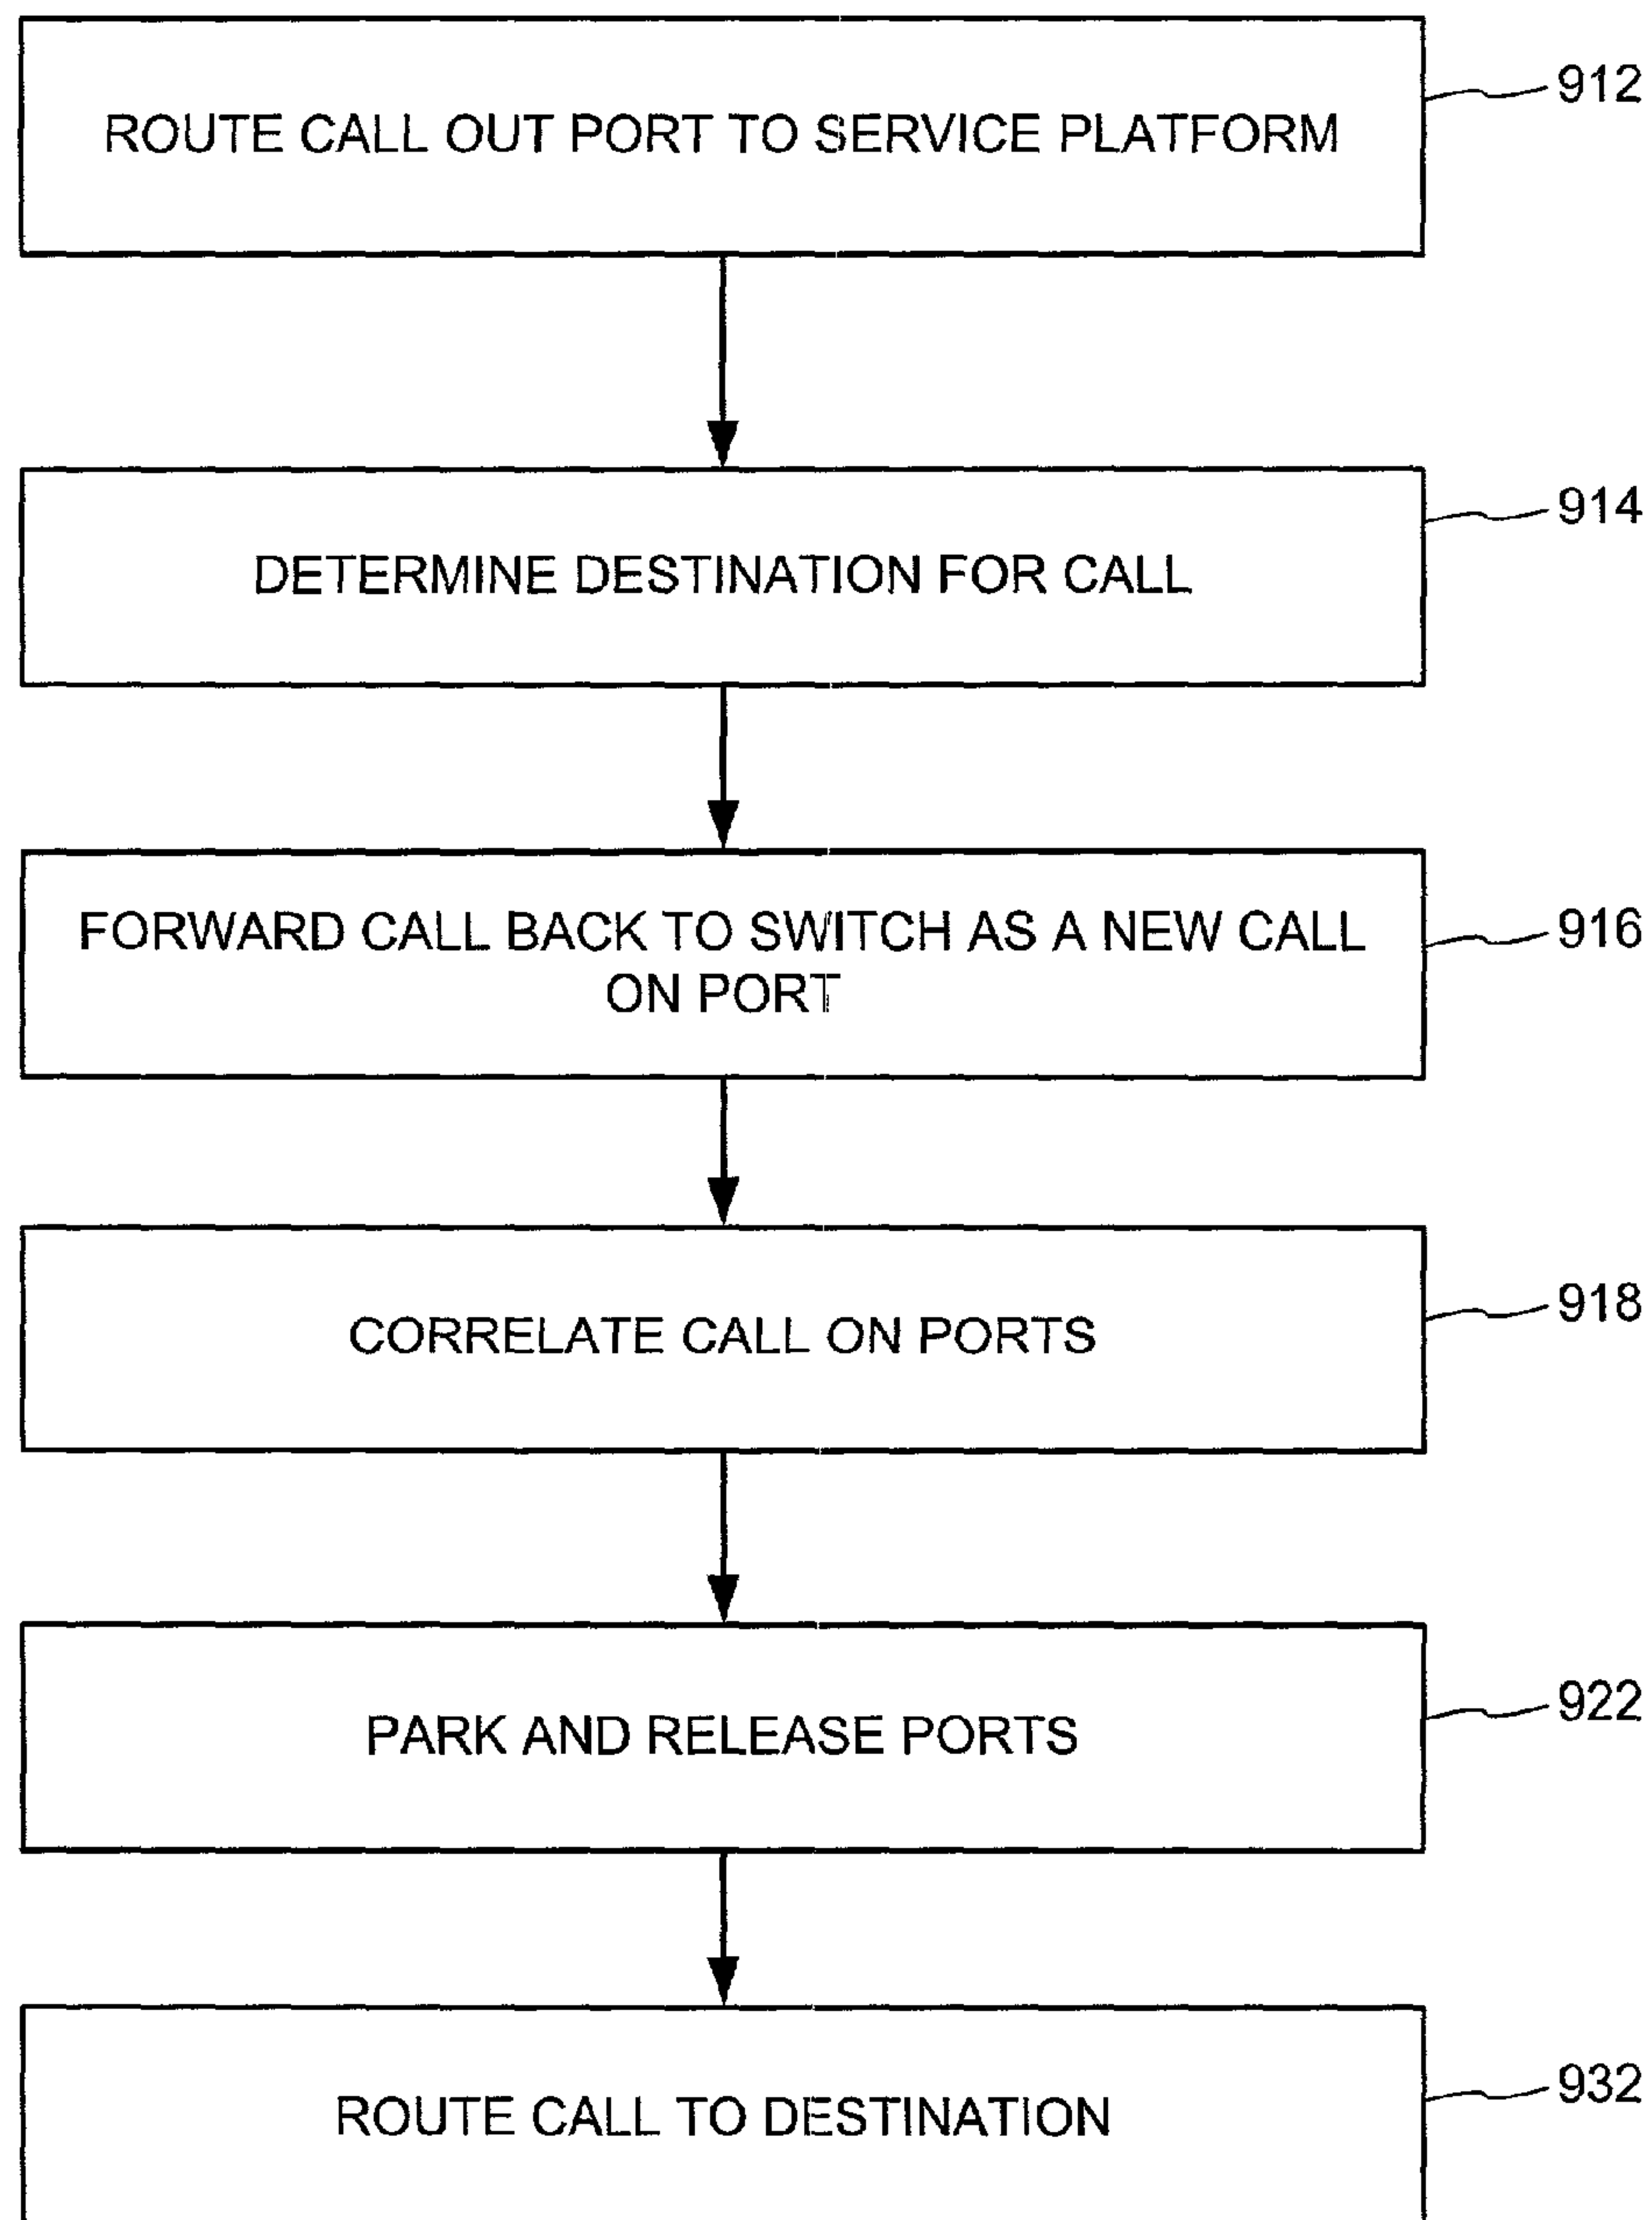 ROUTE CALL OUT PORT TO SERVICE PLATFORM
912
DETERMINE DESTINATION FOR CALL
914
FORWARD CALL BACK TO SWITCH AS A NEW CALL
ON PORT
916
CORRELATE CALL ON PORTS
918
PARK AND RELEASE PORTS
922
ROUTE CALL TO DESTINATION
932